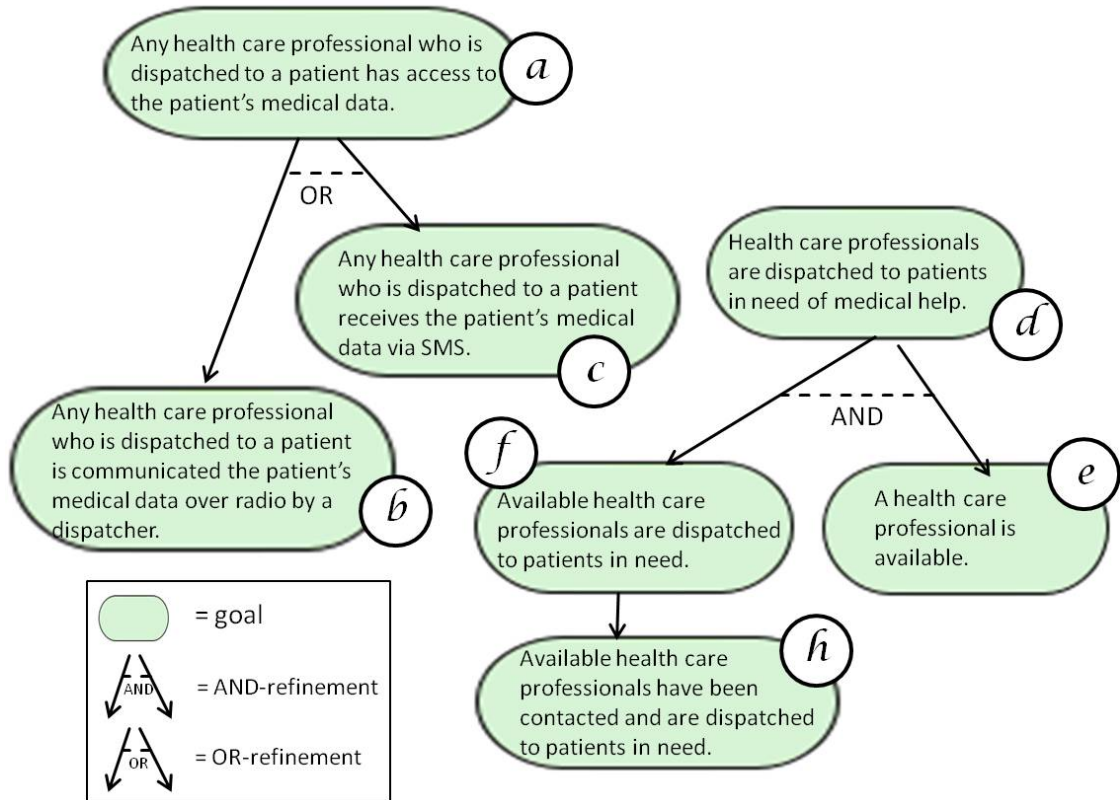 Any health care professional who is
dispatched to a patient has access to
the patient’s medical data.
a
OR
Any health care professional
who is dispatched to a patient
receives the patient’s medical
data via SMS.
c
Health care professionals
are dispatched to patients
in need of medical help.
d
Any health care professional
who is dispatched to a patient
is communicated the patient’s
medical data over radio by a
dispatcher.
b
AND
f
Available health care
professionals are dispatched
to patients in need.
e
A health care
professional is
available.
h
Available health care
professionals have been
contacted and are dispatched
to patients in need.
= goal
AND
= AND-refinement
OR
= OR-refinement